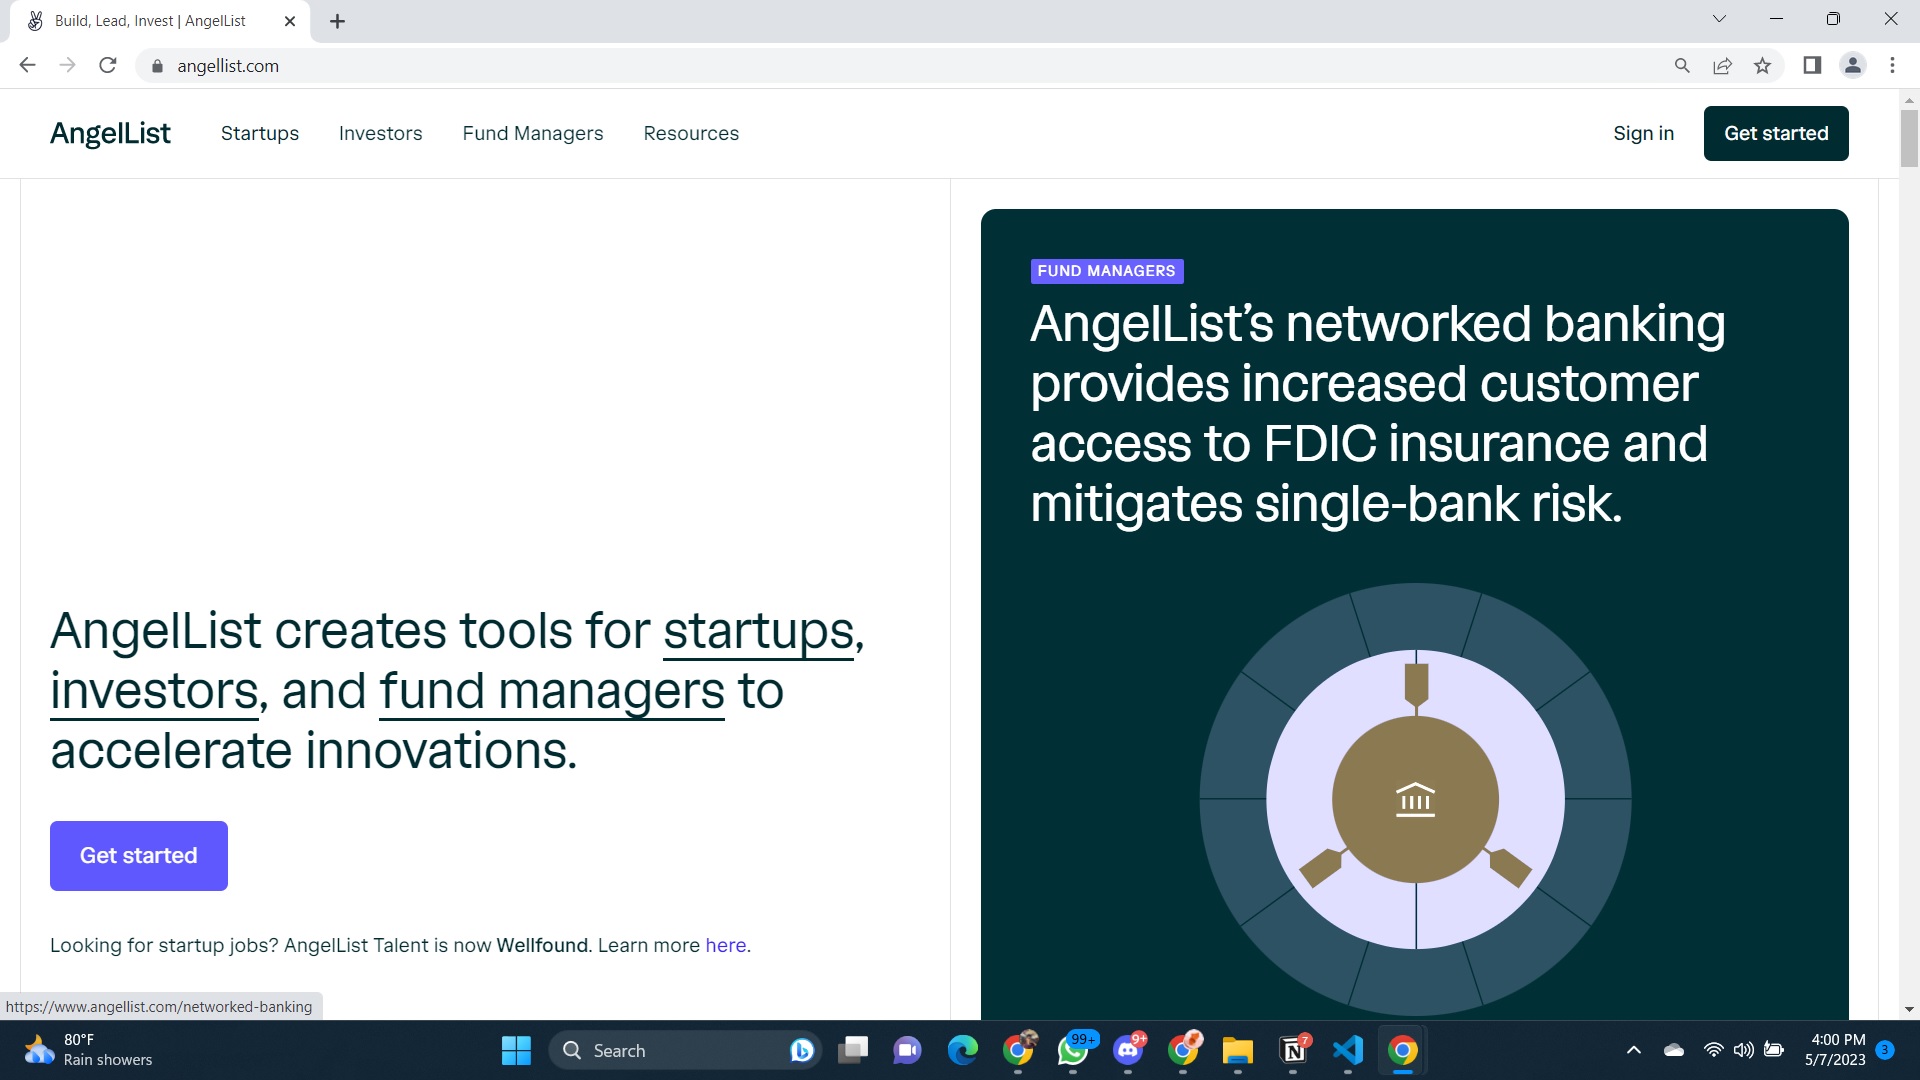 Build, Lead, Invest | AngelList
angellist.com
AngelList
Startups
Investors
Fund Managers
Resources
Sign in
Get started
FUND MANAGERS
AngelList’s networked banking
provides increased customer
access to FDIC insurance and
mitigates single-bank risk.
AngelList creates tools for startups,
investors, and fund managers to
accelerate innovations.
Get started
Looking for startup jobs? AngelList Talent is now Wellfound. Learn more here.
https://www.angellist.com/networked-banking
80°F
Rain showers
Search
99+
9+
7
4:00 PM
5/7/2023
3